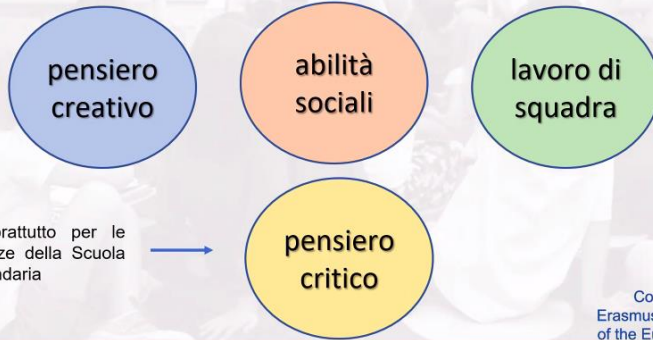 pensiero
creativo
abilità
sociali
lavoro di
squadra
per le
della Scuola
pensiero
critico
Erasmus
of the